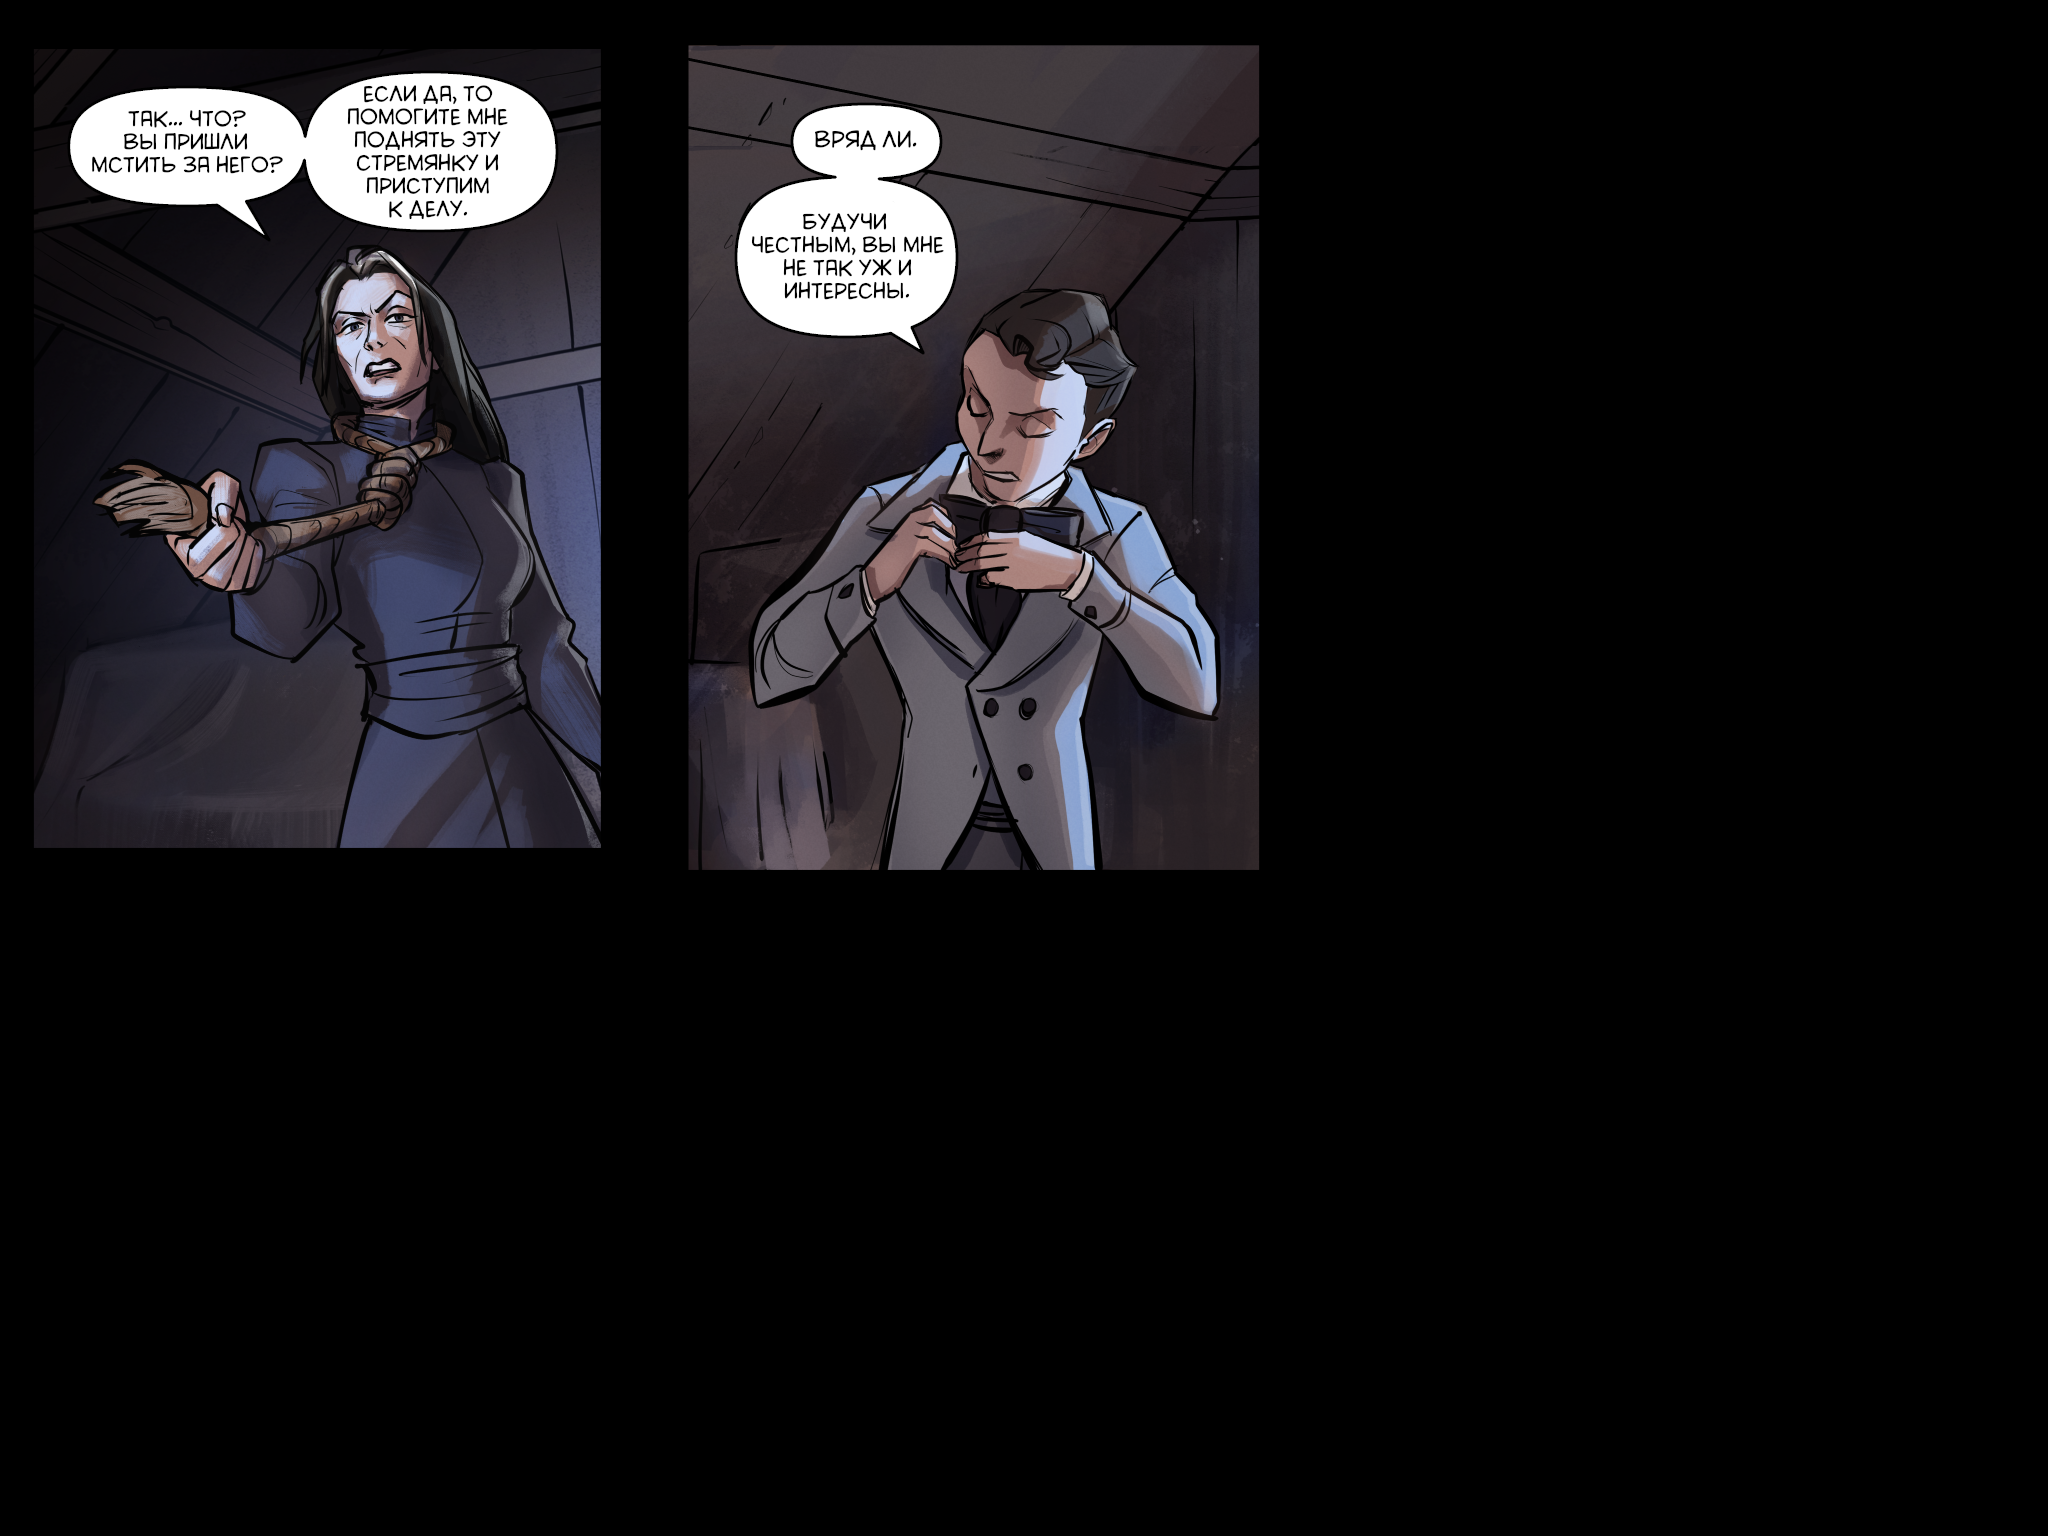 ТАК... ЧТО?
ВЫ ПРИШЛИ
МСТИТЬ ЗА НЕГО?
ЕСЛИ ДА, ТО
ПОМОГИТЕ МНЕ
ПОДНЯТЬ ЭТУ
СТРЕМЯНКУ И
ПРИСТУПИМ
К ДЕЛУ.
ВРЯД ЛИ.
БУДУЧИ
ЧЕСТНЫМ, ВЫ МНЕ
НЕ ТАК УЖ И
ИНТЕРЕСНЫ.